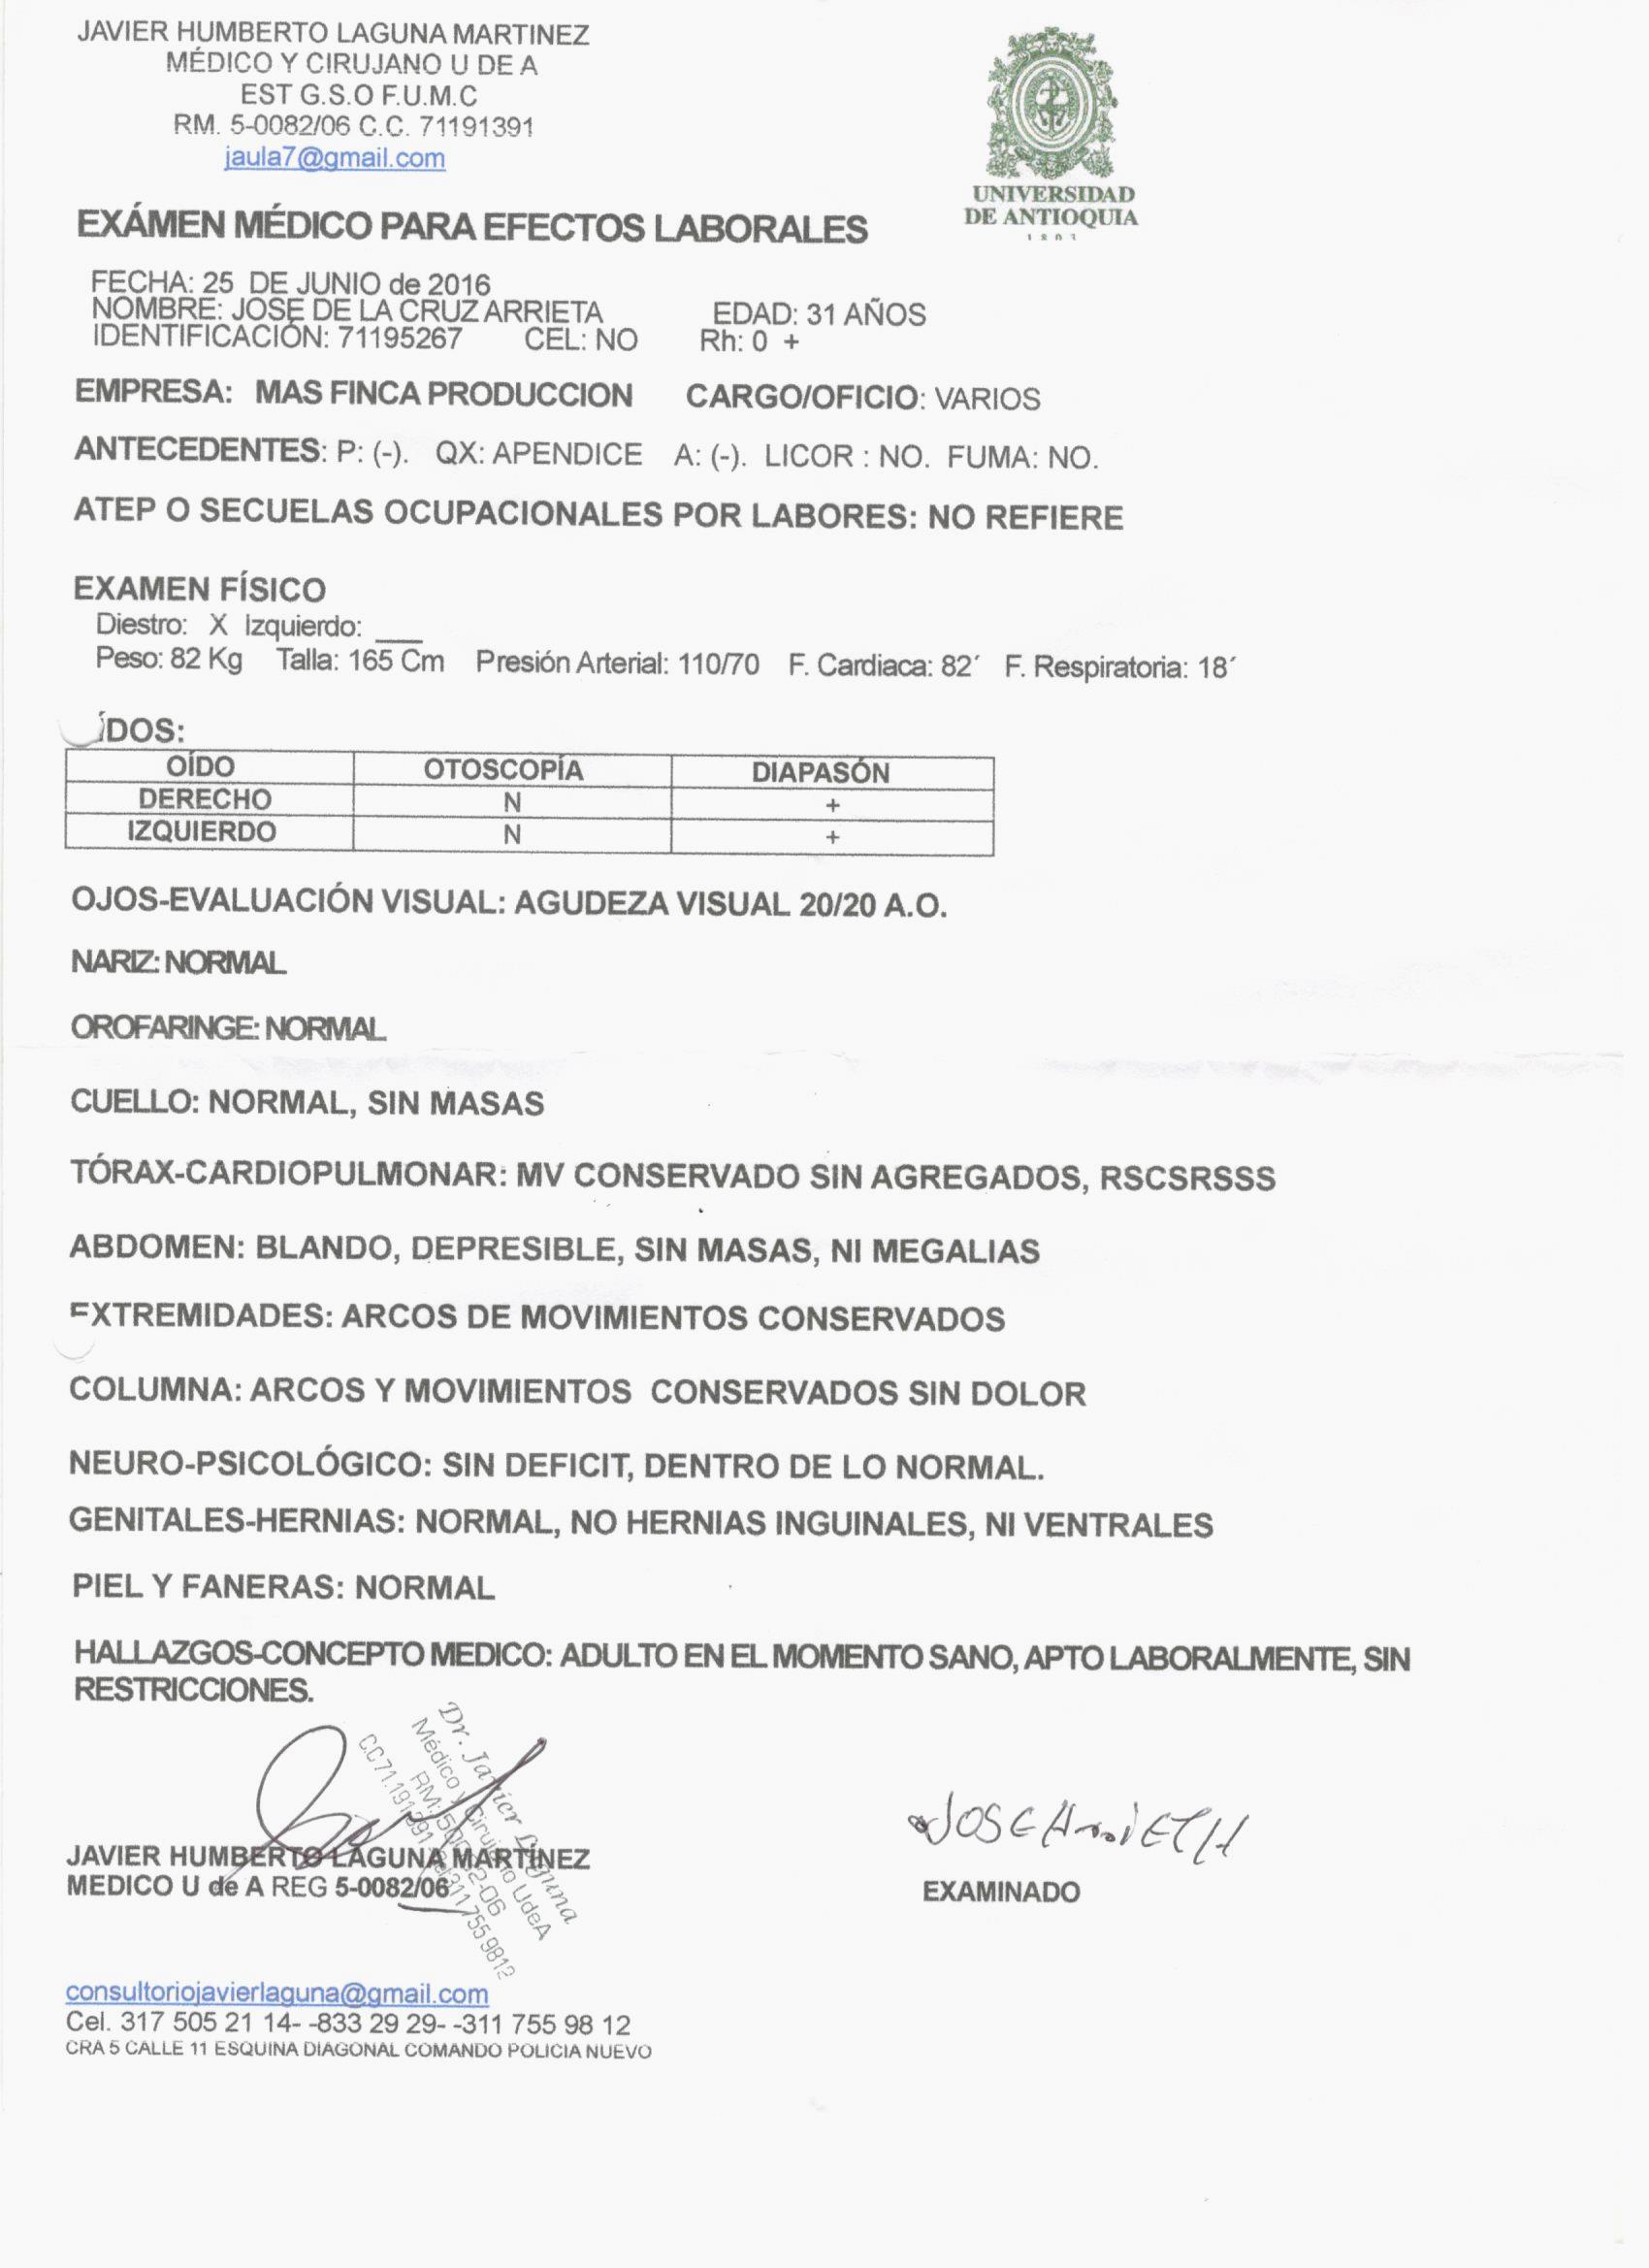 JAVIER HUMBERTO LAGUNA MARTINEZ
MÉDICO Y CIRUJANO U DE A
EST G.S.O F.U.M.C
RM. 5-0082/06 C.C. 71191391
jaula7@gmail.com
UNIVERSIDAD
DE ANTIOQUIA
1803
EXÁMEN MÉDICO PARA EFECTOS LABORALES
FECHA: 25 DE JUNIO de 2016
NOMBRE: JOSE DE LA CRUZ ARRIETA EDAD: 31 AÑOS
IDENTIFICACIÓN: 71195267 CEL: NO Rh: 0 +
EMPRESA: MAS FINCA PRODUCCION CARGO/OFICIO: VARIOS
ANTECEDENTES: P: (-). QX: APENDICE A: (-). LICOR : NO. FUMA: NO.
ATEP O SECUELAS OCUPACIONALES POR LABORES: NO REFIERE
EXAMEN FÍSICO
Diestro: X Izquierdo: ___
Peso: 82 Kg Talla: 165 Cm Presión Arterial: 110/70 F. Cardiaca: 82´ F. Respiratoria: 18´
ÍDOS:
OÍDO OTOSCOPÍA DIAPASÓN
DERECHO N +
IZQUIERDO N +
OJOS-EVALUACIÓN VISUAL: AGUDEZA VISUAL 20/20 A.O.
NARIZ: NORMAL
OROFARINGE: NORMAL
CUELLO: NORMAL, SIN MASAS
TÓRAX-CARDIOPULMONAR: MV CONSERVADO SIN AGREGADOS, RSCSRSSS
ABDOMEN: BLANDO, DEPRESIBLE, SIN MASAS, NI MEGALIAS
EXTREMIDADES: ARCOS DE MOVIMIENTOS CONSERVADOS
COLUMNA: ARCOS Y MOVIMIENTOS CONSERVADOS SIN DOLOR
NEURO-PSICOLÓGICO: SIN DEFICIT, DENTRO DE LO NORMAL.
GENITALES-HERNIAS: NORMAL, NO HERNIAS INGUINALES, NI VENTRALES
PIEL Y FANERAS: NORMAL
HALLAZGOS-CONCEPTO MEDICO: ADULTO EN EL MOMENTO SANO, APTO LABORALMENTE, SIN
RESTRICCIONES.
Dr. Javier Laguna
Médico y Cirujano UdeA
RM: 50082-06
CC71.191391 Cel311 755 9812
JAVIER HUMBERTO LAGUNA MARTÍNEZ
MEDICO U de A REG 5-0082/06
JOSE Arrieta
EXAMINADO
consultoriojavierlaguna@gmail.com
Cel. 317 505 21 14- -833 29 29- -311 755 98 12
CRA 5 CALLE 11 ESQUINA DIAGONAL COMANDO POLICIA NUEVO